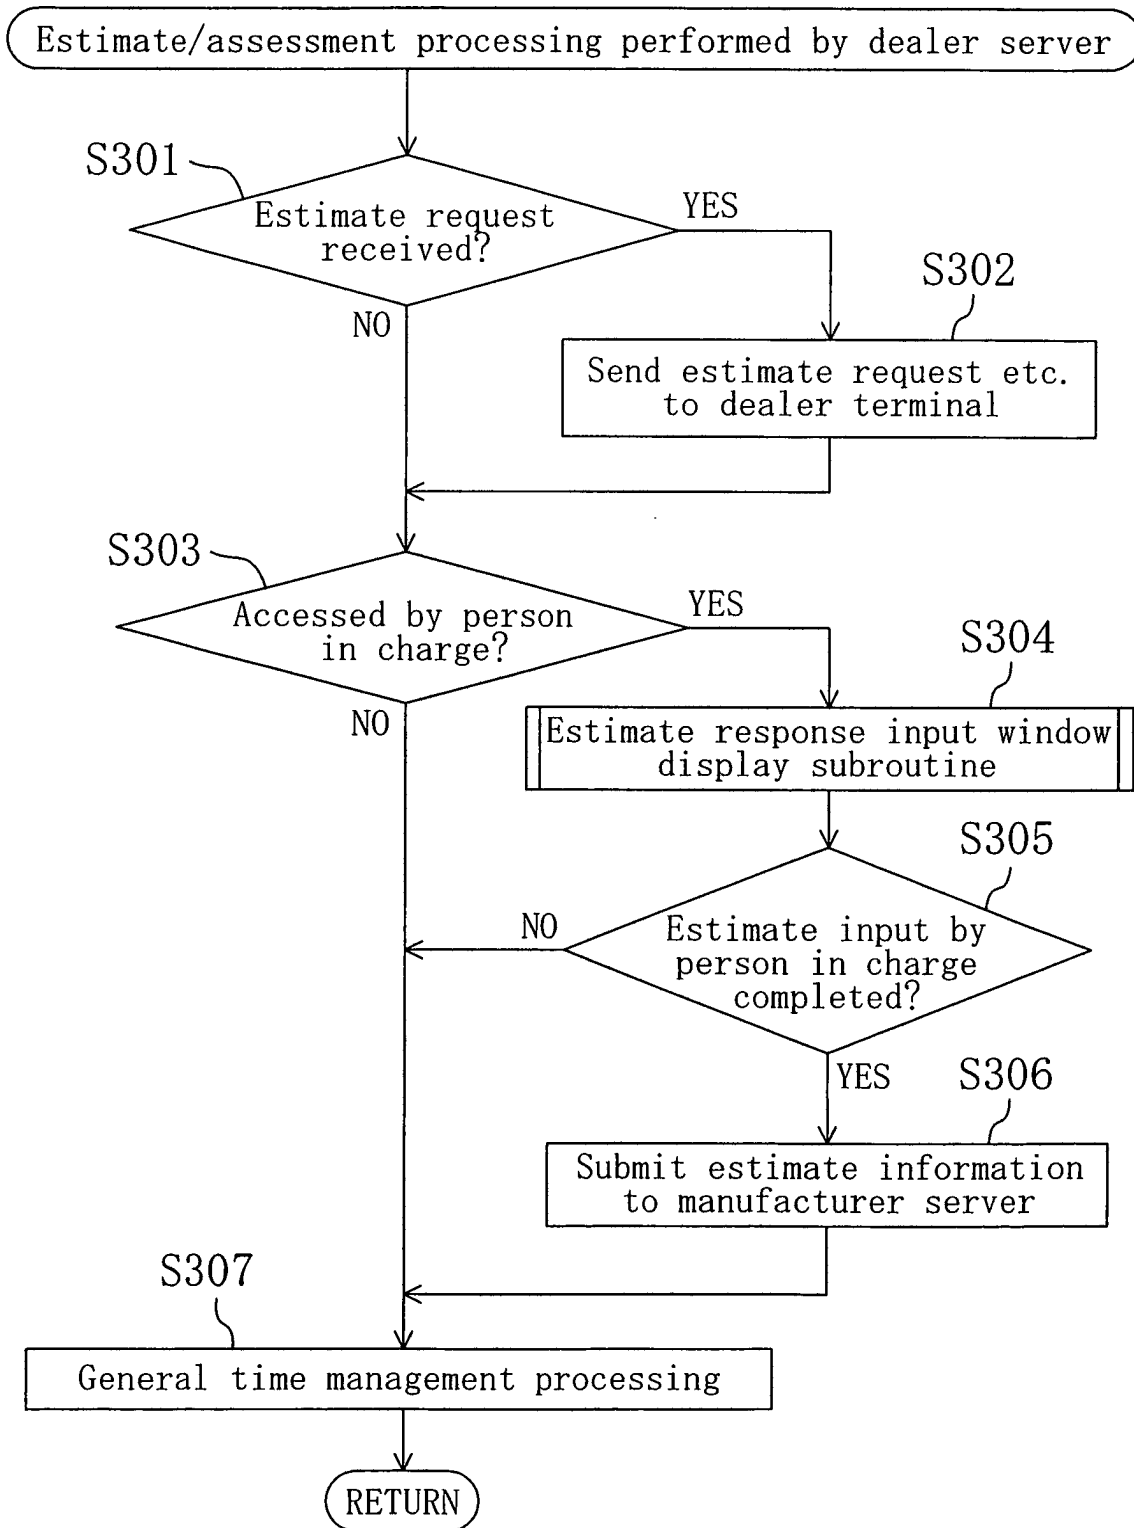 Estimate/assessment processing performed by dealer server
S301
Estimate request
received?
YES
NO
S302
Send estimate request etc.
to dealer terminal
S303
Accessed by person
in charge?
YES
NO
S304
Estimate response input window
display subroutine
S305
Estimate input by
person in charge
completed?
NO
YES
S306
Submit estimate information
to manufacturer server
S307
General time management processing
RETURN